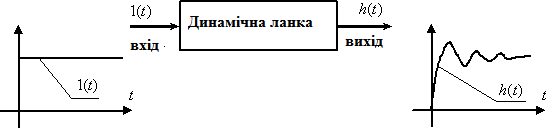 1(t)
h(t)
Динамічна ланка
вхід
вихід
1(t)
t
h(t)
t